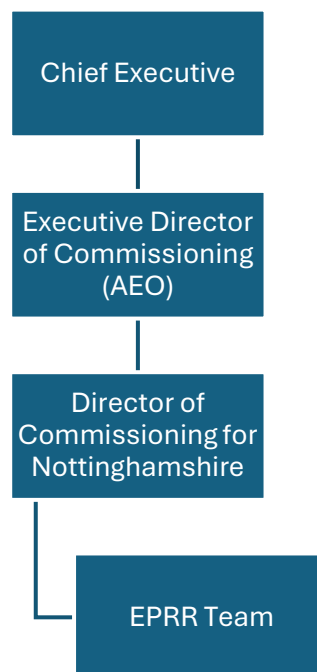 Chief Executive
Executive Director
of Commissioning
(AEO)
Director of
Commissioning for
Nottinghamshire
EPRR Team